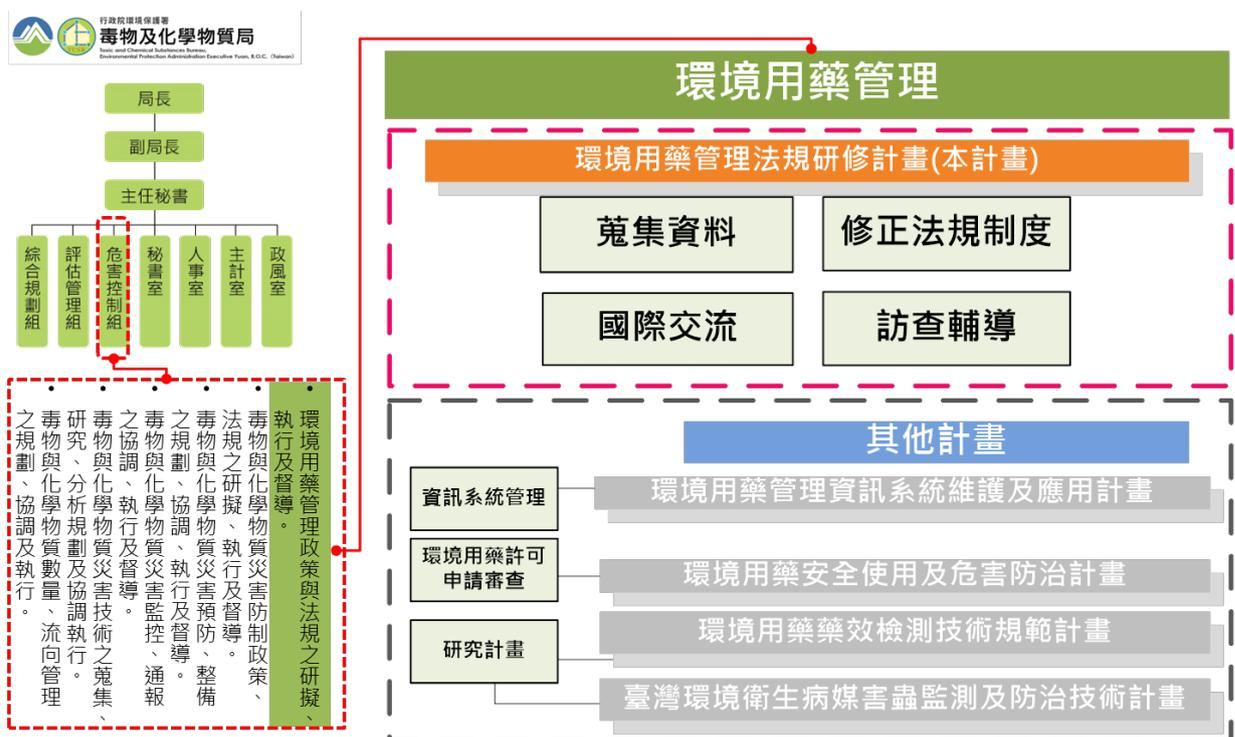 行政院環境保護署
毒物及化學物質局
Toxic and Chemical Substances Bureau,
Environmental Protection Administration Executive Yuan, R.O.C. (Taiwan)
局長
副局長
主任秘書
綜合規劃組
評估管理組
危害控制組
秘書室
人事室
主計室
政風室
• 環境用藥管理政策與法規之研擬、
執行及督導。
• 毒物與化學物質災害防制政策、
法規之研擬、執行及督導。
• 毒物與化學物質災害預防、整備
之規劃、協調、執行及督導。
• 毒物與化學物質災害監控、通報
之協調、執行及督導。
• 毒物與化學物質災害技術之蒐集、
研究、分析規劃及協調執行。
• 毒物與化學物質數量、流向管理
之規劃、協調及執行。
環境用藥管理
環境用藥管理法規研修計畫(本計畫)
蒐集資料
修正法規制度
國際交流
訪查輔導
其他計畫
資訊系統管理
環境用藥管理資訊系統維護及應用計畫
環境用藥許可
申請審查
環境用藥安全使用及危害防治計畫
研究計畫
環境用藥藥效檢測技術規範計畫
臺灣環境衛生病媒害蟲監測及防治技術計畫